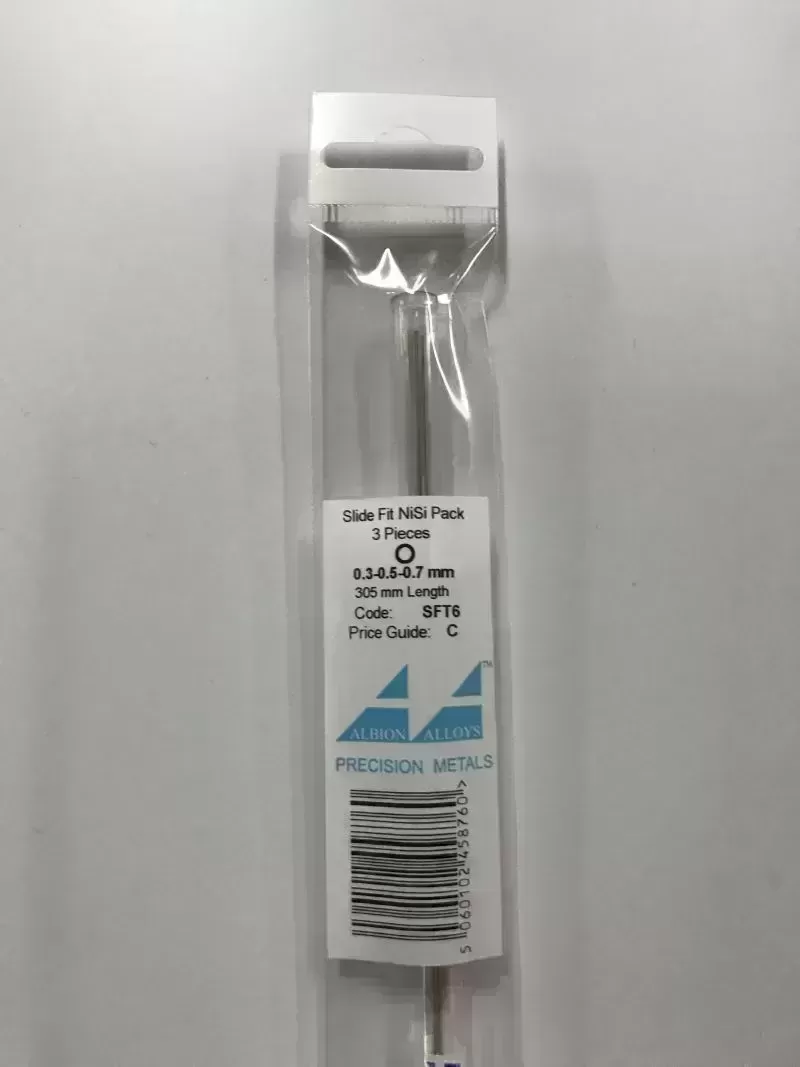 Slide Fit NiSi Pack
3 Pieces
0.3-0.5-0.7 mm
305 mm Length
Code: SFT6
Price Guide: C
TM
ALBION ALLOYS
PRECISION METALS
5 060102 458760 >